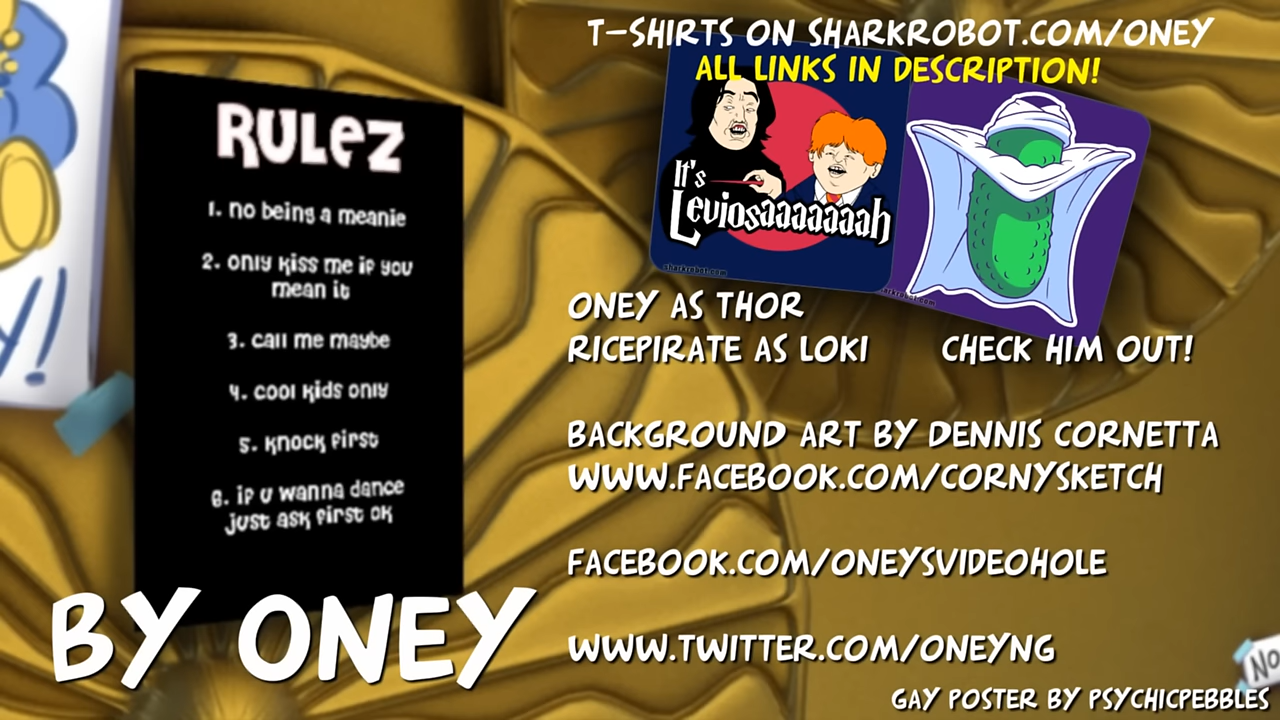 RULEZ
1. no being a meanie
2. only kiss me if you
mean it
3. call me maybe
4. cool kids only
5. knock first
6. if u wanna dance
just ask first ok
BY ONEY
T-SHIRTS ON SHARKROBOT.COM/ONEY
ALL LINKS IN DESCRIPTION!
It's
Leviosaaaaaaah
sharkrobot.com
ONEY AS THOR
RICEPIRATE AS LOKI CHECK HIM OUT!
BACKGROUND ART BY DENNIS CORNETTA
WWW.FACEBOOK.COM/CORNYSKETCH
FACEBOOK.COM/ONEYSVIDEOHOLE
WWW.TWITTER.COM/ONEYNG
NO
GAY POSTER BY PSYCHICPEBBLES